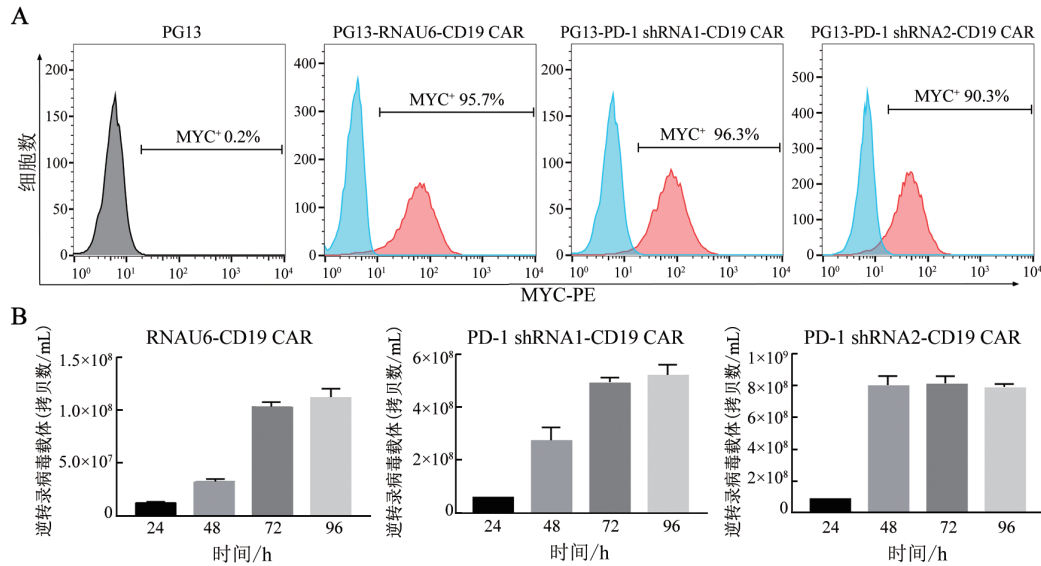 A
PG13
PG13-RNAU6-CD19 CAR
PG13-PD-1 shRNA1-CD19 CAR
PG13-PD-1 shRNA2-CD19 CAR
细胞数
200
150
100
50
0
MYC⁺ 0.2%
10⁰ 10¹ 10² 10³ 10⁴
400
300
200
100
0
MYC⁺ 95.7%
10⁰ 10¹ 10² 10³ 10⁴
200
150
100
50
0
MYC⁺ 96.3%
10⁰ 10¹ 10² 10³ 10⁴
500
400
300
200
100
0
MYC⁺ 90.3%
10⁰ 10¹ 10² 10³ 10⁴
MYC-PE
B
RNAU6-CD19 CAR
逆转录病毒载体(拷贝数/mL)
1.5×10⁸
1.0×10⁸
5.0×10⁷
0
24 48 72 96
时间/h
PD-1 shRNA1-CD19 CAR
逆转录病毒载体(拷贝数/mL)
6×10⁸
4×10⁸
2×10⁸
0
24 48 72 96
时间/h
PD-1 shRNA2-CD19 CAR
逆转录病毒载体(拷贝数/mL)
1×10⁹
8×10⁸
6×10⁸
4×10⁸
2×10⁸
0
24 48 72 96
时间/h